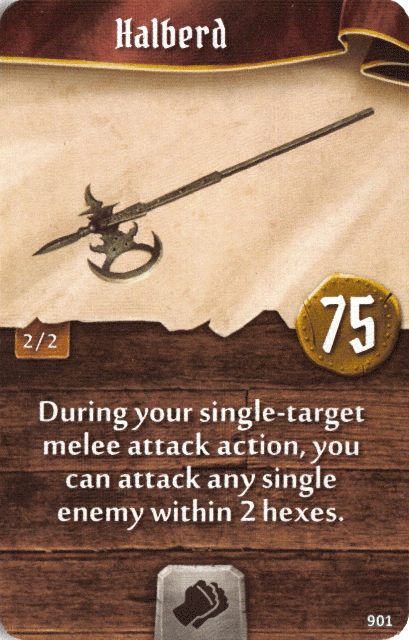 Halberd
75
2/2
During your single-target
melee attack action, you
can attack any single
enemy within 2 hexes.
901